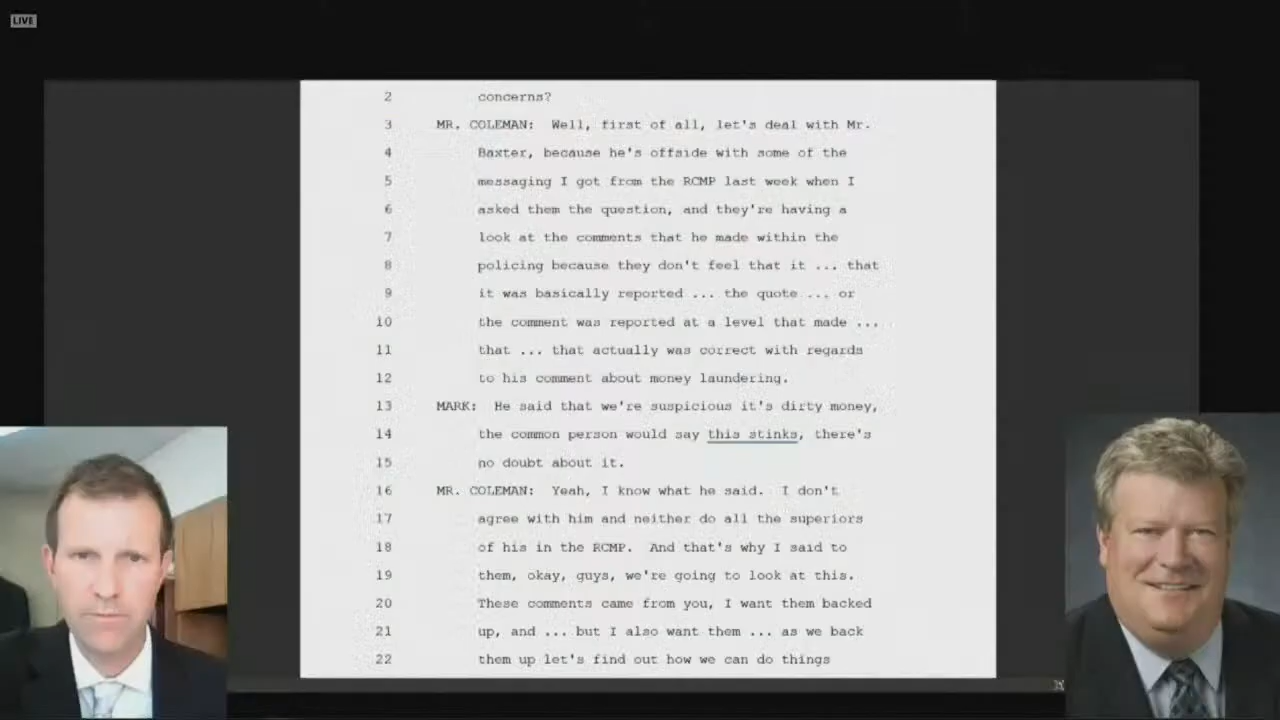 LIVE
2 concerns?
3 MR. COLEMAN: Well, first of all, let's deal with Mr.
4 Baxter, because he's offside with some of the
5 messaging I got from the RCMP last week when I
6 asked them the question, and they're having a
7 look at the comments that he made within the
8 policing because they don't feel that it ... that
9 it was basically reported ... the quote ... or
10 the comment was reported at a level that made ...
11 that ... that actually was correct with regards
12 to his comment about money laundering.
13 MARK: He said that we're suspicious it's dirty money,
14 the common person would say this stinks, there's
15 no doubt about it.
16 MR. COLEMAN: Yeah, I know what he said. I don't
17 agree with him and neither do all the superiors
18 of his in the RCMP. And that's why I said to
19 them, okay, guys, we're going to look at this.
20 These comments came from you, I want them backed
21 up, and ... but I also want them ... as we back
22 them up let's find out how we can do things